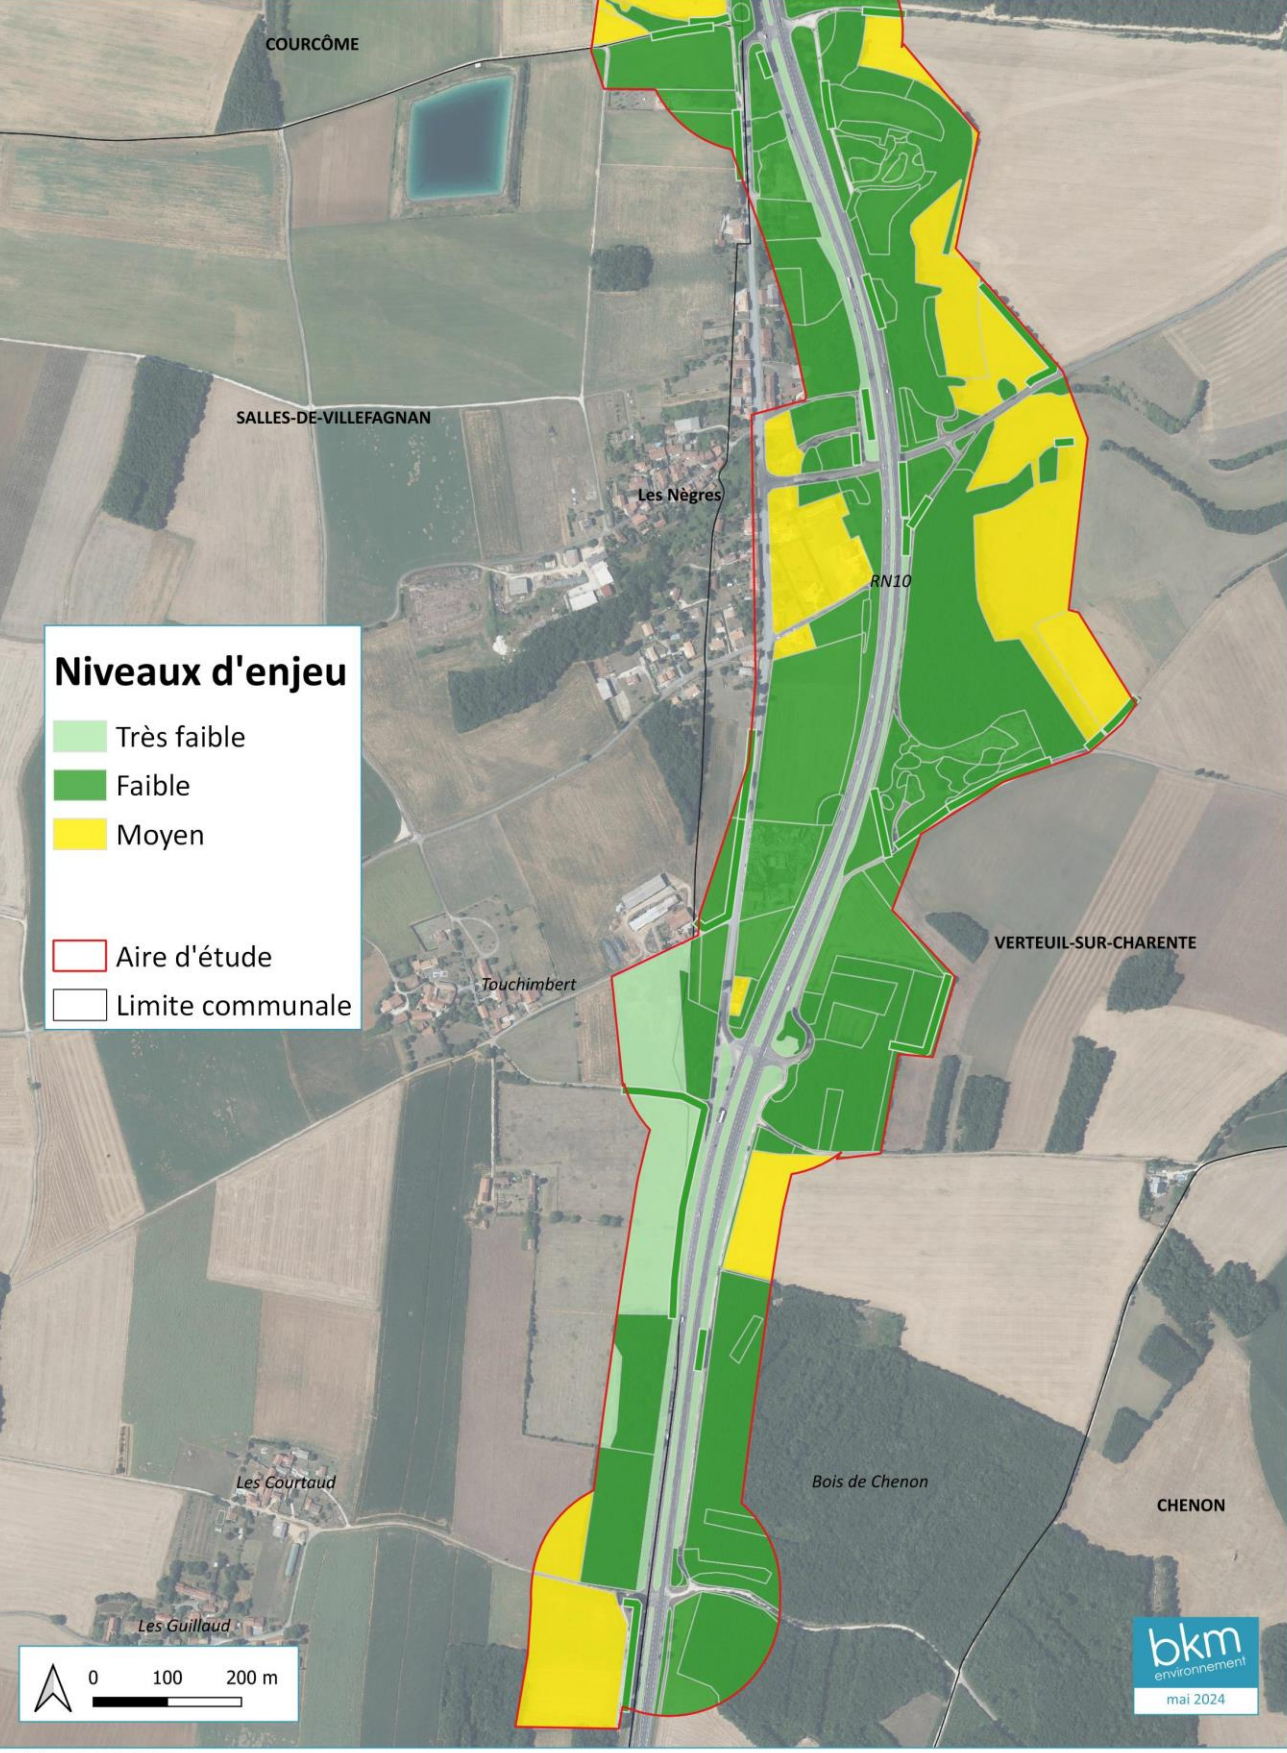 COURCÔME
SALLES-DE-VILLEFAGNAN
Les Nègres
RN10
Niveaux d'enjeu
Très faible
Faible
Moyen
Aire d'étude
Limite communale
VERTEUIL-SUR-CHARENTE
Touchimbert
Les Courtaud
Bois de Chenon
CHENON
Les Guillaud
0 100 200 m
bkm
environnement
mai 2024